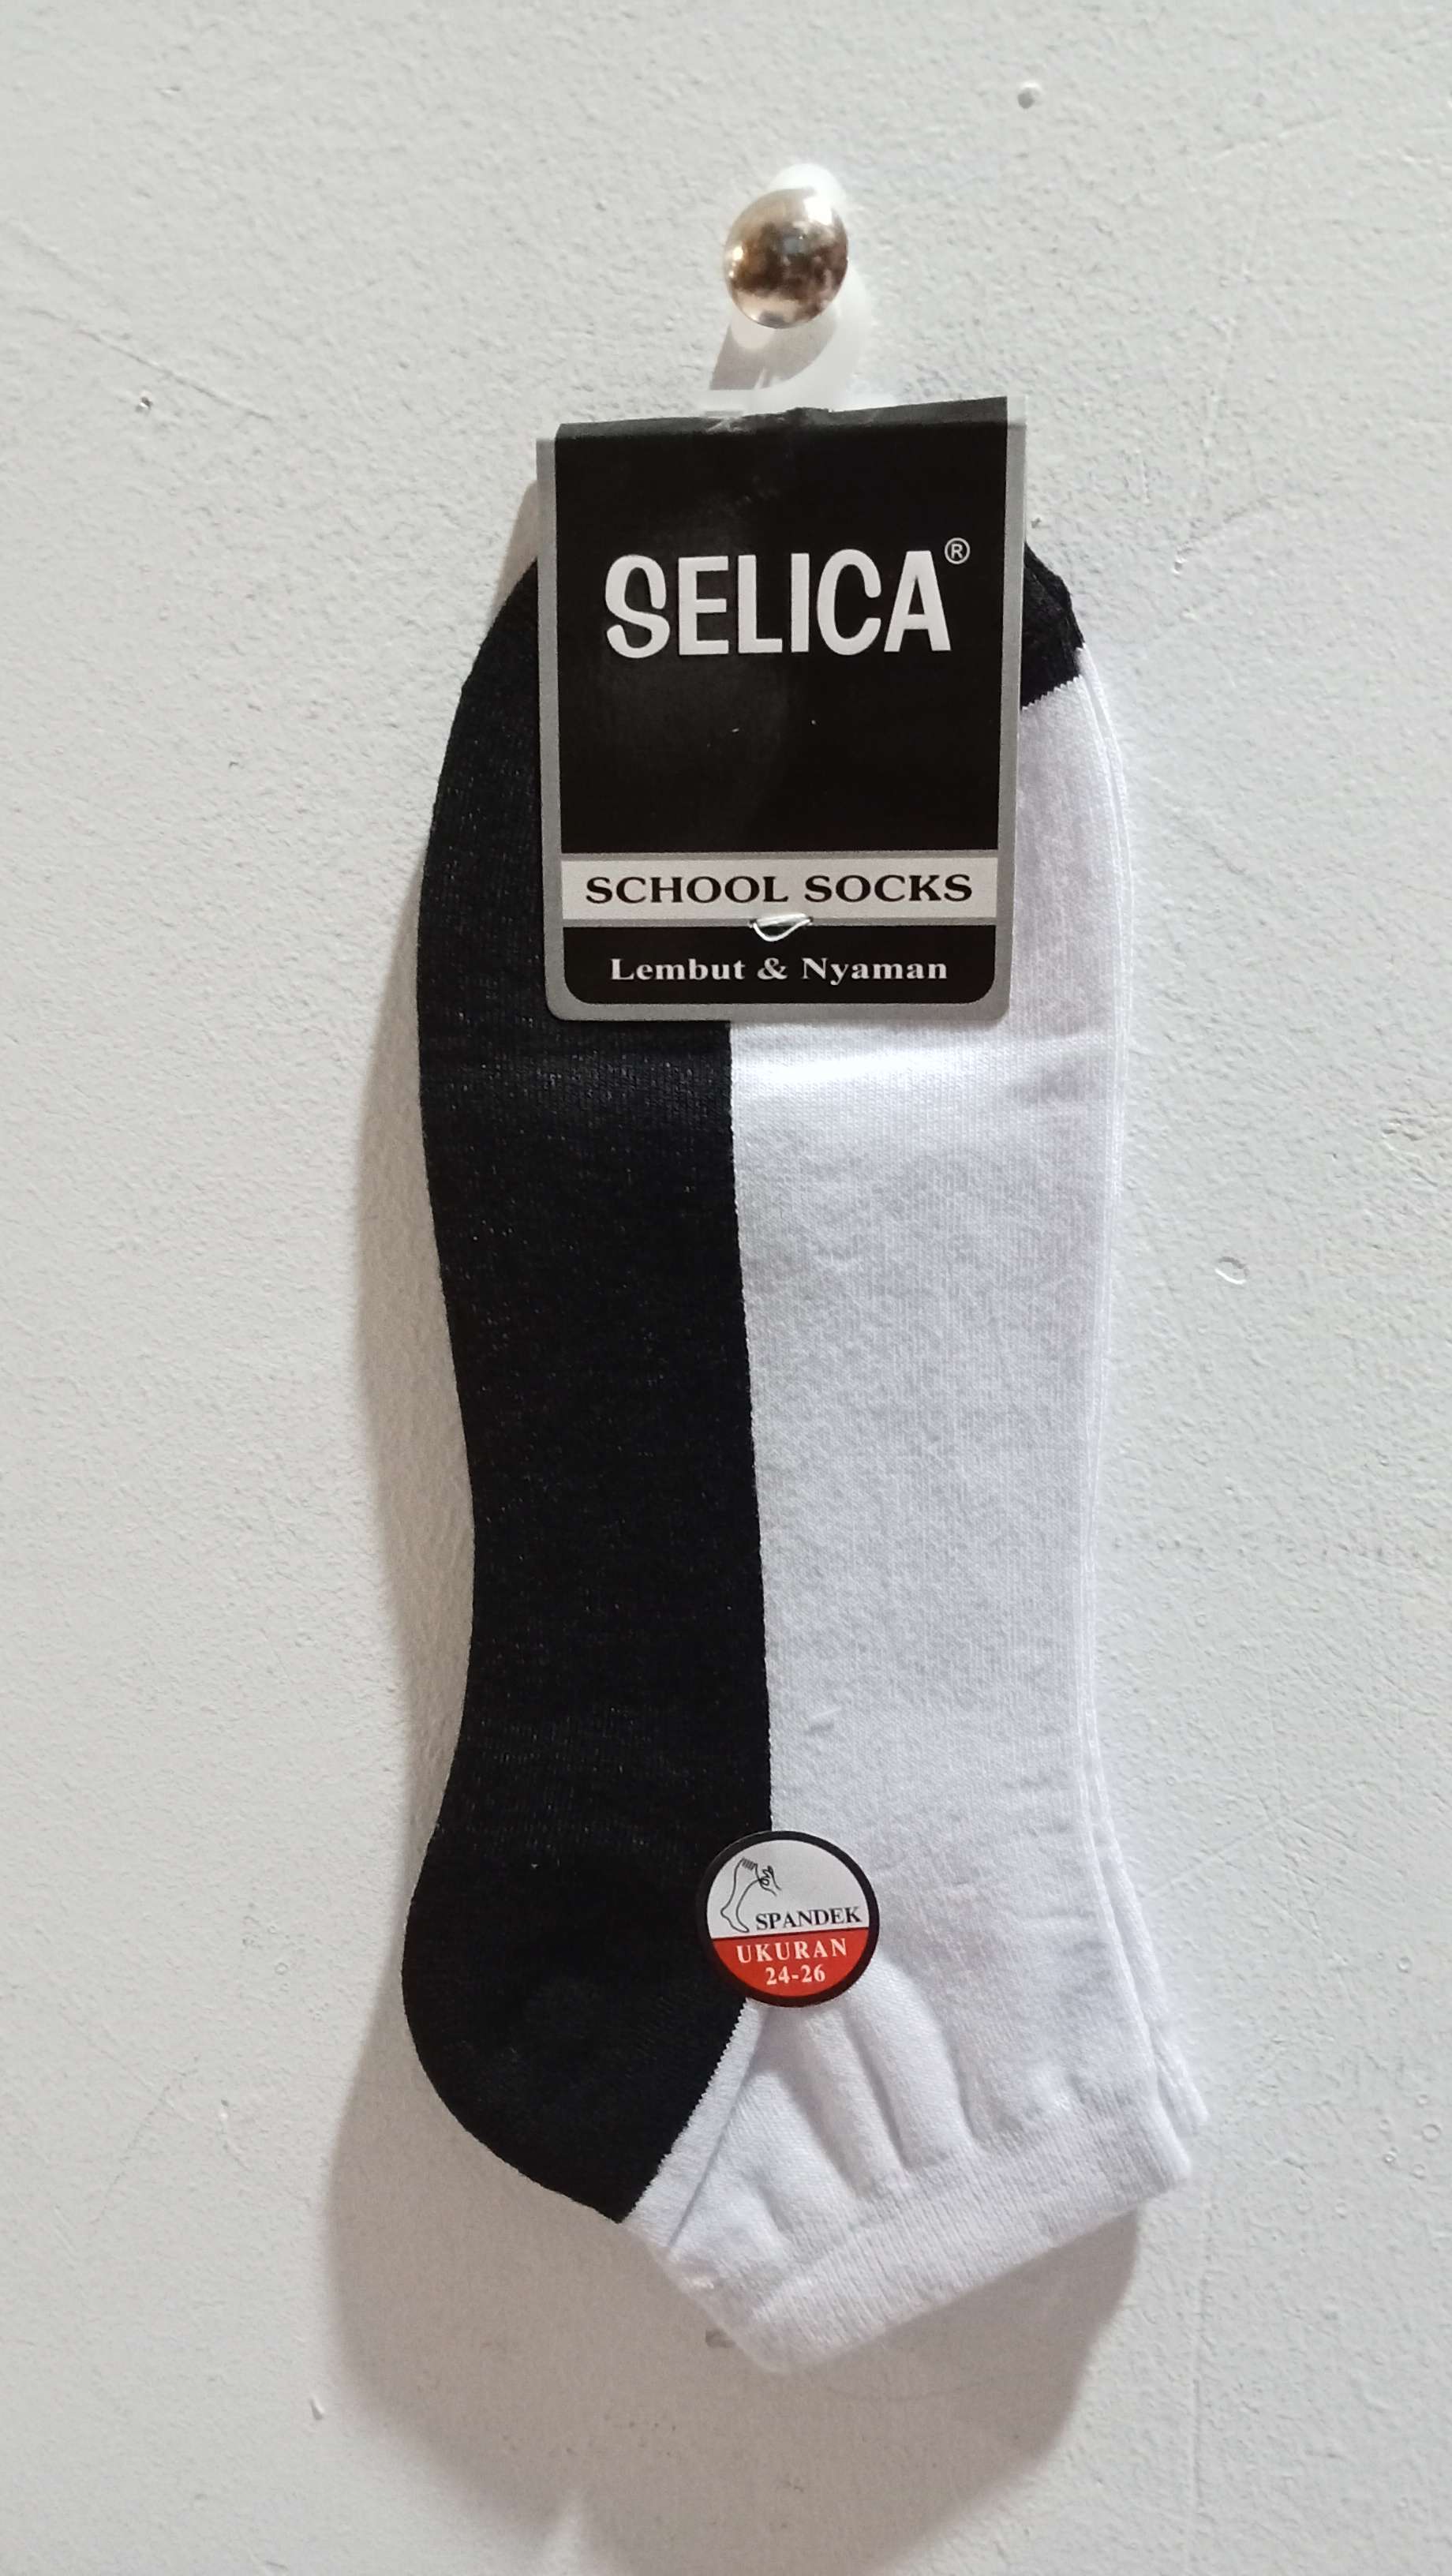 SELICA®
SCHOOL SOCKS
Lembut & Nyaman
SPANDEK
UKURAN
24-26